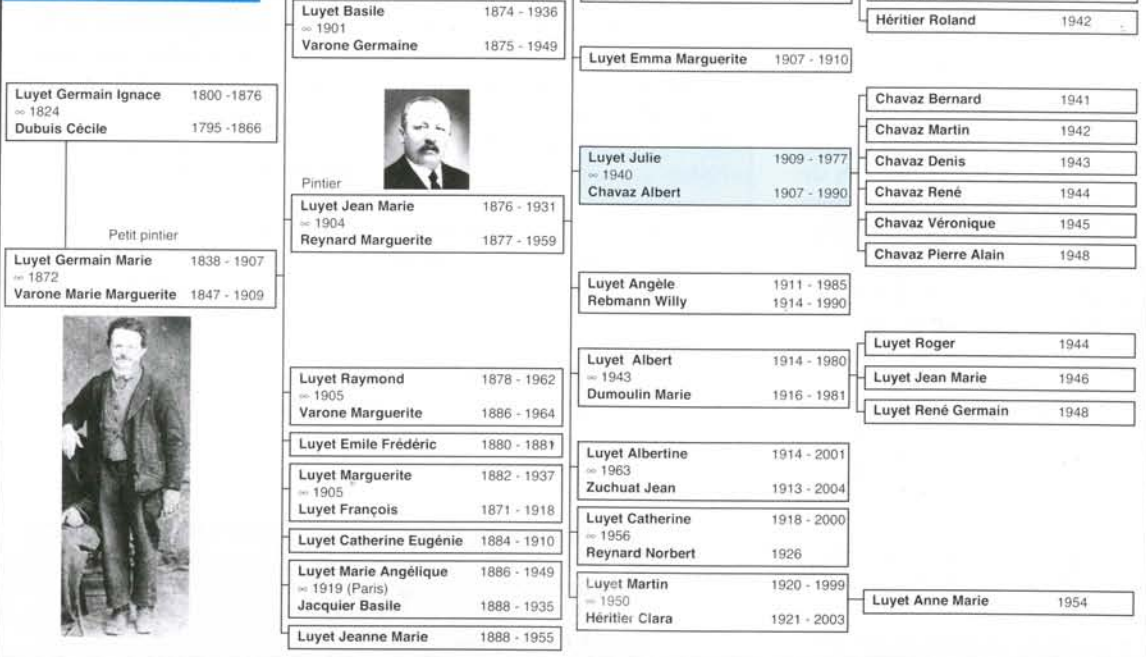 Luyet Germain Ignace 1800 -1876
∞ 1824
Dubuis Cécile 1795 -1866
Petit pintier
Luyet Germain Marie 1838 - 1907
∞ 1872
Varone Marie Marguerite 1847 - 1909
Luyet Basile 1874 - 1936
∞ 1901
Varone Germaine 1875 - 1949
Pintier
Luyet Jean Marie 1876 - 1931
∞ 1904
Reynard Marguerite 1877 - 1959
Luyet Raymond 1878 - 1962
∞ 1905
Varone Marguerite 1886 - 1964
Luyet Emile Frédéric 1880 - 1881
Luyet Marguerite 1882 - 1937
∞ 1905
Luyet François 1871 - 1918
Luyet Catherine Eugénie 1884 - 1910
Luyet Marie Angélique 1886 - 1949
∞ 1919 (Paris)
Jacquier Basile 1888 - 1935
Luyet Jeanne Marie 1888 - 1955
Luyet Emma Marguerite 1907 - 1910
Luyet Julie 1909 - 1977
∞ 1940
Chavaz Albert 1907 - 1990
Luyet Angèle 1911 - 1985
Rebmann Willy 1914 - 1990
Luyet Albert 1914 - 1980
∞ 1943
Dumoulin Marie 1916 - 1981
Luyet Albertine 1914 - 2001
∞ 1963
Zuchuat Jean 1913 - 2004
Luyet Catherine 1918 - 2000
∞ 1956
Reynard Norbert 1926
Luyet Martin 1920 - 1999
∞ 1950
Héritier Clara 1921 - 2003
Héritier Roland 1942
Chavaz Bernard 1941
Chavaz Martin 1942
Chavaz Denis 1943
Chavaz René 1944
Chavaz Véronique 1945
Chavaz Pierre Alain 1948
Luyet Roger 1944
Luyet Jean Marie 1946
Luyet René Germain 1948
Luyet Anne Marie 1954